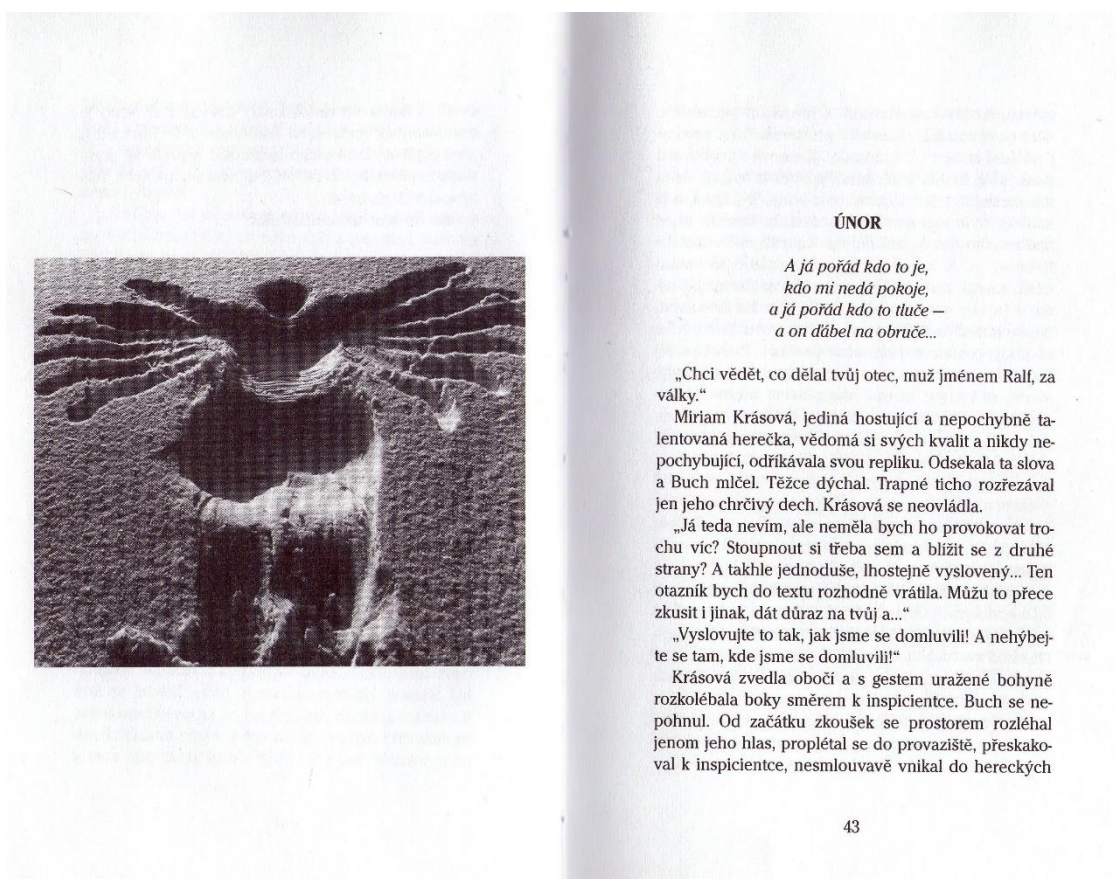 ÚNOR
A já pořád kdo to je,
kdo mi nedá pokoje,
a já pořád kdo to tluče –
a on ďábel na obruče...
„Chci vědět, co dělal tvůj otec, muž jménem Ralf, za
války.“
Miriam Krásová, jediná hostující a nepochybně ta-
lentovaná herečka, vědomá si svých kvalit a nikdy ne-
pochybující, odříkávala svou repliku. Odsekala ta slova
a Buch mlčel. Těžce dýchal. Trapné ticho rozřezával
jen jeho chrčivý dech. Krásová se neovládla.
„Já teda nevím, ale neměla bych ho provokovat tro-
chu víc? Stoupnout si třeba sem a blížit se z druhé
strany? A takhle jednoduše, lhostejně vyslovený... Ten
otazník bych do textu rozhodně vrátila. Můžu to přece
zkusit i jinak, dát důraz na tvůj a...“
„Vyslovujte to tak, jak jsme se domluvili! A nehýbej-
te se tam, kde jsme se domluvili!“
Krásová zvedla obočí a s gestem uražené bohyně
rozkolébala boky směrem k inspicientce. Buch se ne-
pohnul. Od začátku zkoušek se prostorem rozléhal
jenom jeho hlas, proplétal se do provaziště, přeskako-
val k inspicientce, nesmlouvavě vnikal do hereckých
43